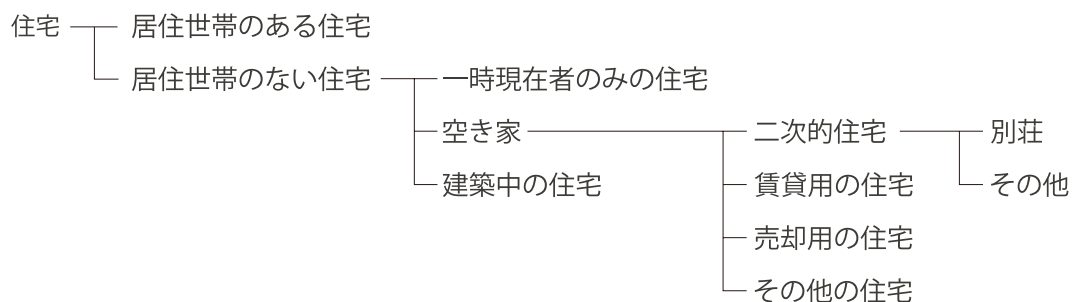 住宅 居住世帯のある住宅
居住世帯のない住宅 一時現在者のみの住宅
空き家 二次的住宅 別荘
建築中の住宅 賃貸用の住宅 その他
売却用の住宅
その他の住宅